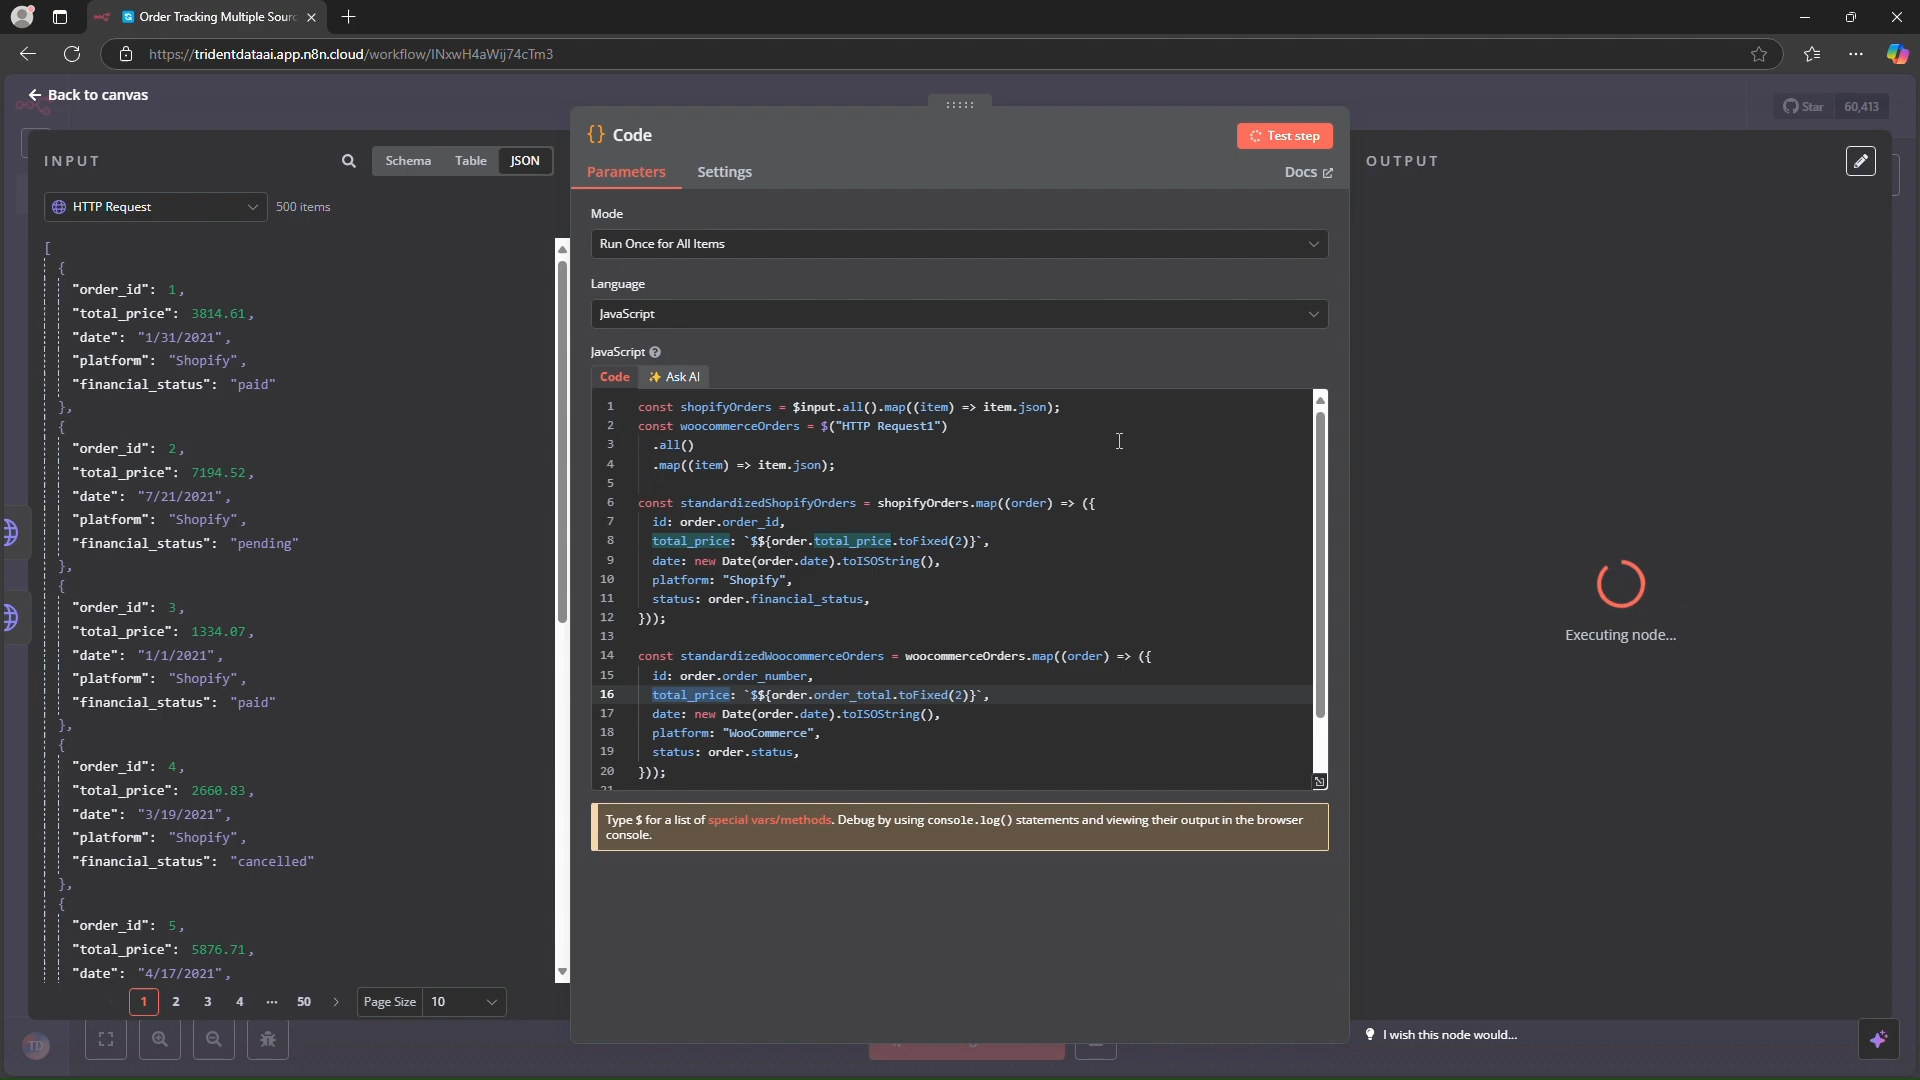 Order Tracking Multiple Sourc
https://tridentdataai.app.n8n.cloud/workflow/INxwH4aWij74cTm3
Back to canvas
Star 60,413
INPUT
Schema Table JSON
HTTP Request 500 items
[
{
"order_id": 1,
"total_price": 3814.61,
"date": "1/31/2021",
"platform": "Shopify",
"financial_status": "paid"
},
{
"order_id": 2,
"total_price": 7194.52,
"date": "7/21/2021",
"platform": "Shopify",
"financial_status": "pending"
},
{
"order_id": 3,
"total_price": 1334.07,
"date": "1/1/2021",
"platform": "Shopify",
"financial_status": "paid"
},
{
"order_id": 4,
"total_price": 2660.83,
"date": "3/19/2021",
"platform": "Shopify",
"financial_status": "cancelled"
},
{
"order_id": 5,
"total_price": 5876.71,
"date": "4/17/2021",
1 2 3 4 ... 50 Page Size 10
TD
{} Code
Test step
Parameters Settings Docs
Mode
Run Once for All Items
Language
JavaScript
JavaScript ?
Code Ask AI
1 const shopifyOrders = $input.all().map((item) => item.json);
2 const woocommerceOrders = $("HTTP Request1")
3 .all()
4 .map((item) => item.json);
5
6 const standardizedShopifyOrders = shopifyOrders.map((order) => ({
7 id: order.order_id,
8 total_price: `$${order.total_price.toFixed(2)}`,
9 date: new Date(order.date).toISOString(),
10 platform: "Shopify",
11 status: order.financial_status,
12 }));
13
14 const standardizedWoocommerceOrders = woocommerceOrders.map((order) => ({
15 id: order.order_number,
16 total_price: `$${order.order_total.toFixed(2)}`,
17 date: new Date(order.date).toISOString(),
18 platform: "WooCommerce",
19 status: order.status,
20 }));
21
Type $ for a list of special vars/methods. Debug by using console.log() statements and viewing their output in the browser
console.
OUTPUT
Executing node...
I wish this node would...